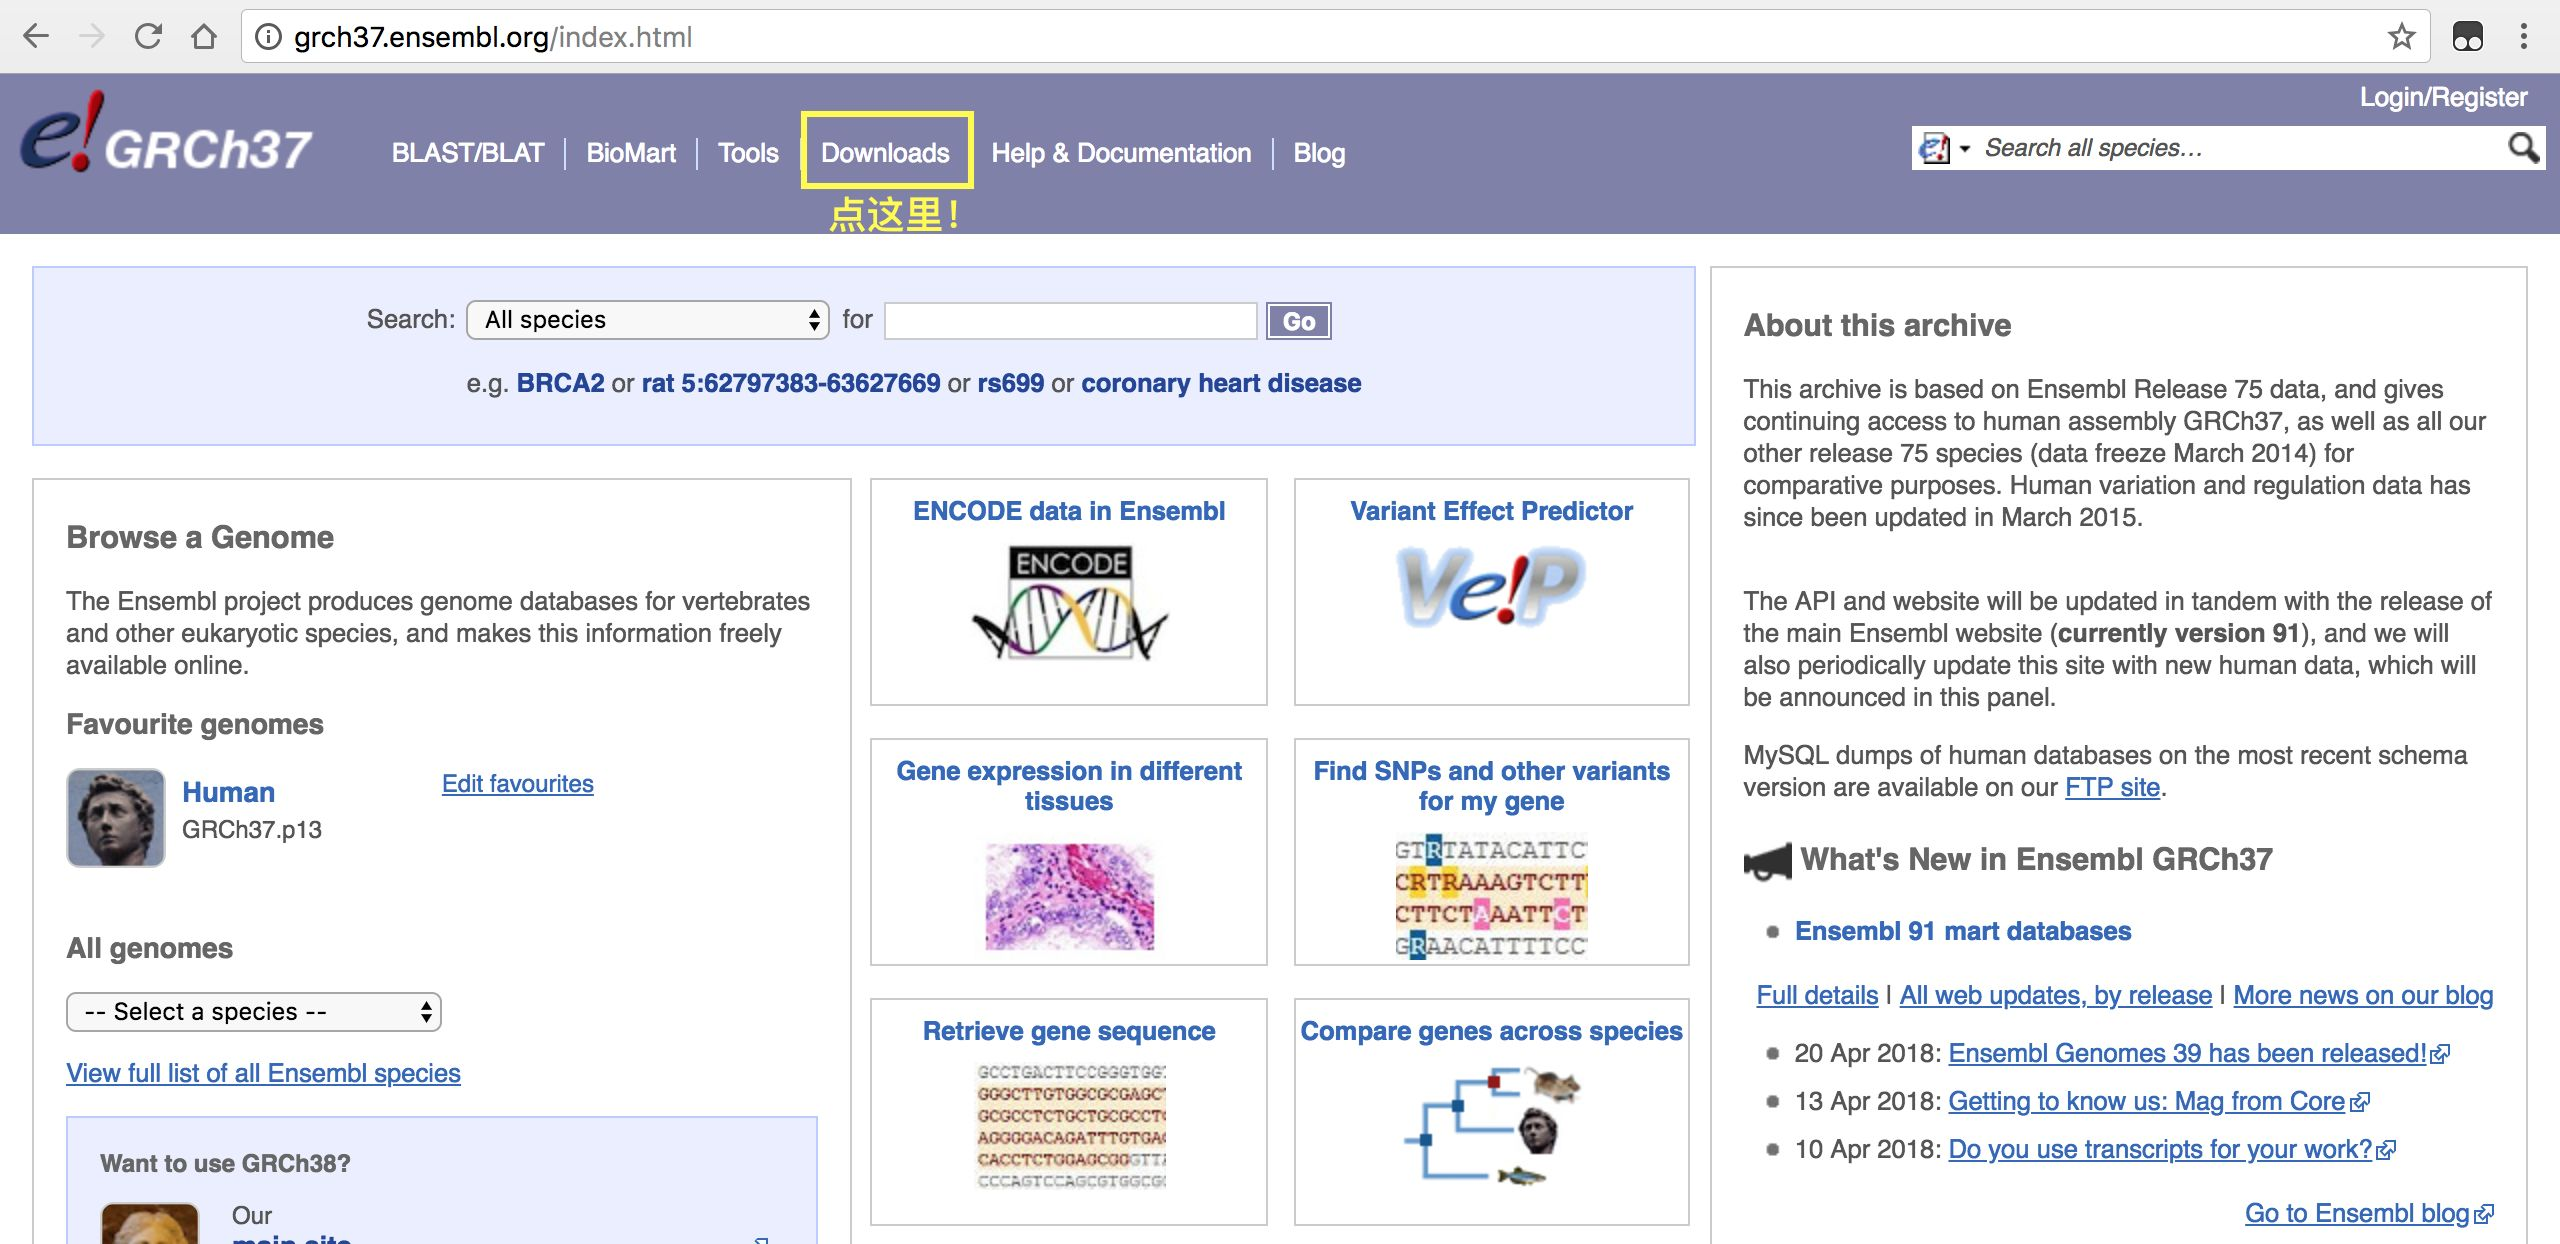 grch37.ensembl.org/index.html
Login/Register
e! GRCh37
BLAST/BLAT
BioMart
Tools
Downloads
Help & Documentation
Blog
Search all species...
点这里！
Search:
All species
for
Go
e.g. BRCA2 or rat 5:62797383-63627669 or rs699 or coronary heart disease
Browse a Genome
The Ensembl project produces genome databases for vertebrates
and other eukaryotic species, and makes this information freely
available online.
Favourite genomes
Human
GRCh37.p13
Edit favourites
All genomes
-- Select a species --
View full list of all Ensembl species
Want to use GRCh38?
Our
main site
ENCODE data in Ensembl
ENCODE
Variant Effect Predictor
Ve!P
Gene expression in different
tissues
Find SNPs and other variants
for my gene
GTRTATACATTC
CRTRAAAGTCTT
CTTCTAAATTCT
GRAACATTTTCC
Retrieve gene sequence
GCCTGACTTCCGGGTGGT
GGGCTTGTGGCGCGAGC
GCGCCTCTGCTGCGCCT
AGGGGACAGATTTGTGA
CACCTCTGGAGCGGGTT
CCCAGTCCAGCGTGGCG
Compare genes across species
About this archive
This archive is based on Ensembl Release 75 data, and gives
continuing access to human assembly GRCh37, as well as all our
other release 75 species (data freeze March 2014) for
comparative purposes. Human variation and regulation data has
since been updated in March 2015.
The API and website will be updated in tandem with the release of
the main Ensembl website (currently version 91), and we will
also periodically update this site with new human data, which will
be announced in this panel.
MySQL dumps of human databases on the most recent schema
version are available on our FTP site.
What's New in Ensembl GRCh37
Ensembl 91 mart databases
Full details | All web updates, by release | More news on our blog
20 Apr 2018: Ensembl Genomes 39 has been released!
13 Apr 2018: Getting to know us: Mag from Core
10 Apr 2018: Do you use transcripts for your work?
Go to Ensembl blog